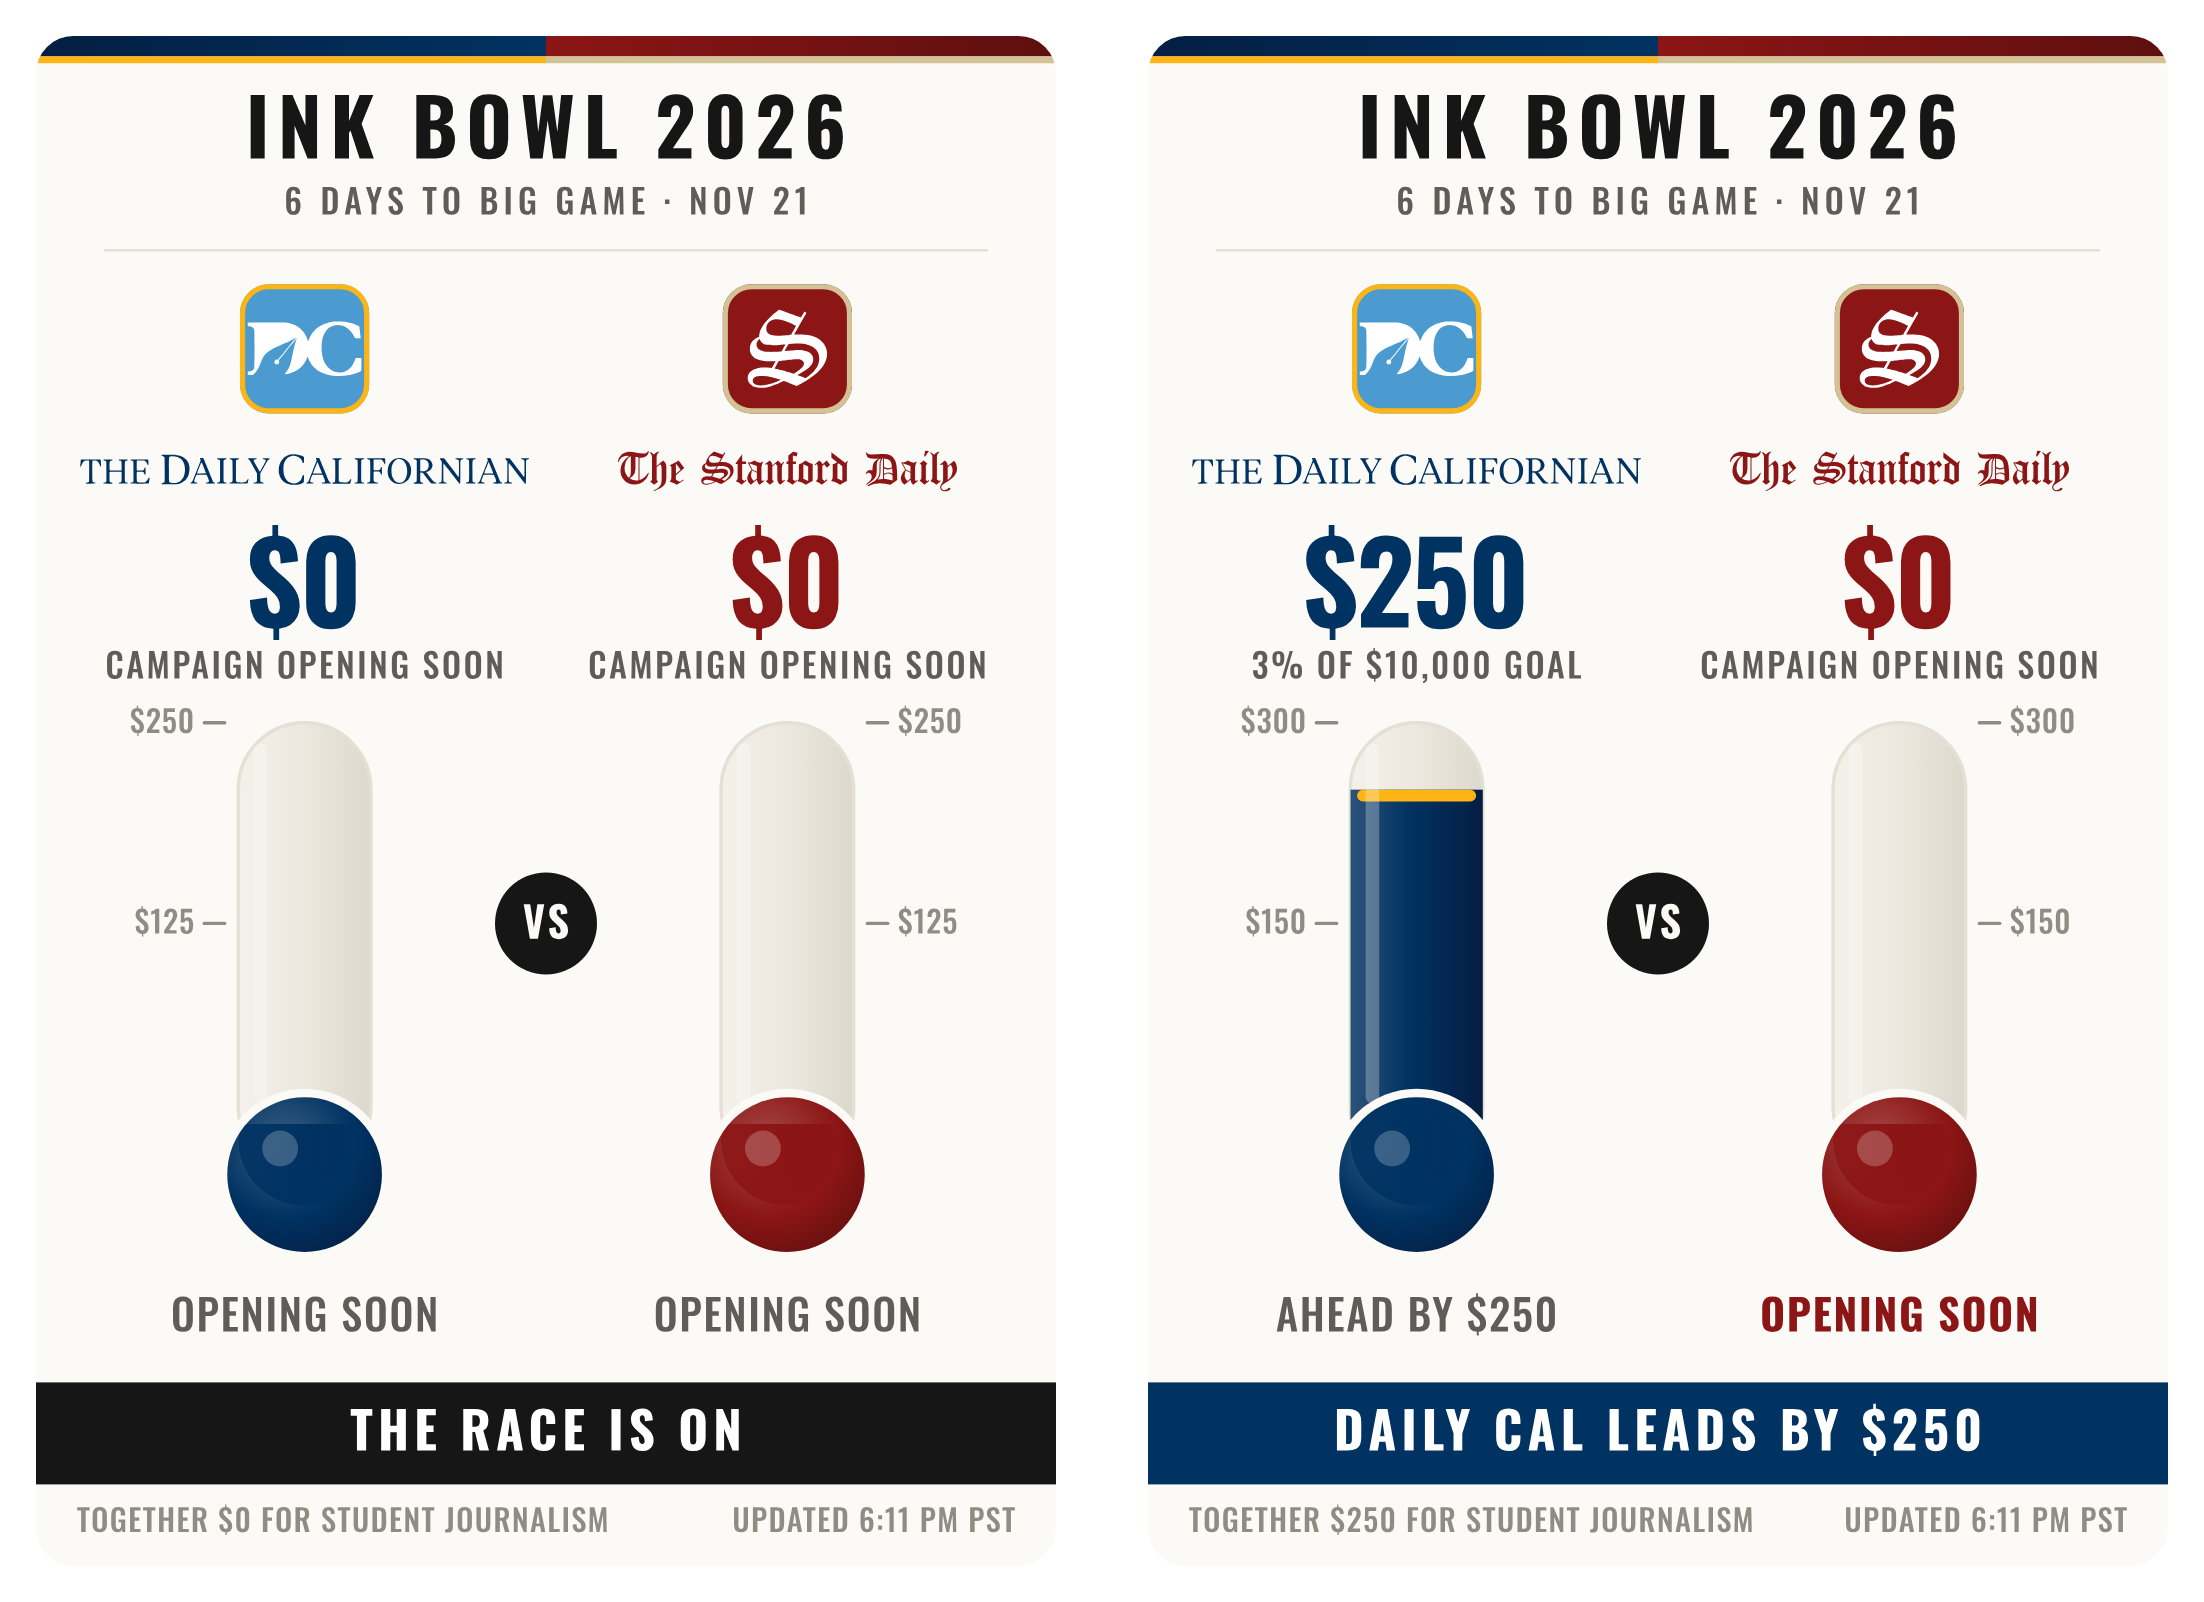 INK BOWL 2026
6 DAYS TO BIG GAME · NOV 21
DC
S
THE DAILY CALIFORNIAN
The Stanford Daily
$0
$0
CAMPAIGN OPENING SOON
CAMPAIGN OPENING SOON
$250
$250
$125
VS
$125
OPENING SOON
OPENING SOON
THE RACE IS ON
TOGETHER $0 FOR STUDENT JOURNALISM
UPDATED 6:11 PM PST
INK BOWL 2026
6 DAYS TO BIG GAME · NOV 21
DC
S
THE DAILY CALIFORNIAN
The Stanford Daily
$250
$0
3% OF $10,000 GOAL
CAMPAIGN OPENING SOON
$300
$300
$150
VS
$150
AHEAD BY $250
OPENING SOON
DAILY CAL LEADS BY $250
TOGETHER $250 FOR STUDENT JOURNALISM
UPDATED 6:11 PM PST